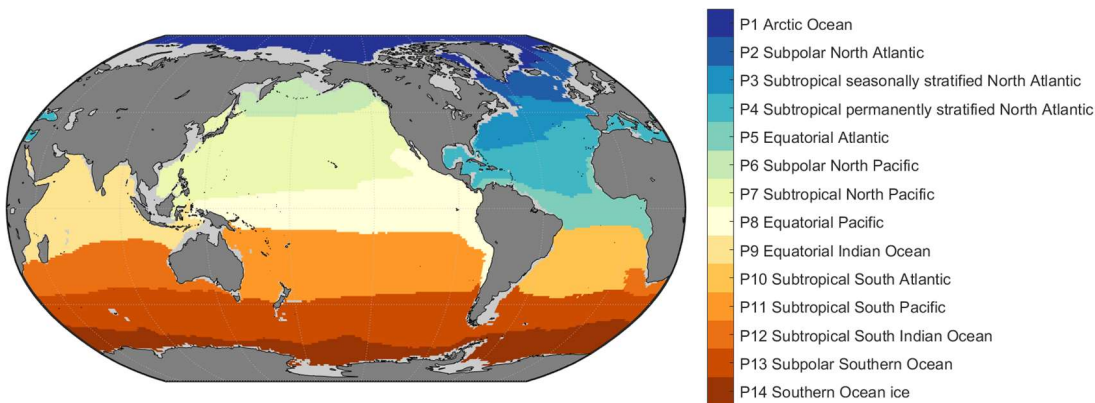 P1 Arctic Ocean
P2 Subpolar North Atlantic
P3 Subtropical seasonally stratified North Atlantic
P4 Subtropical permanently stratified North Atlantic
P5 Equatorial Atlantic
P6 Subpolar North Pacific
P7 Subtropical North Pacific
P8 Equatorial Pacific
P9 Equatorial Indian Ocean
P10 Subtropical South Atlantic
P11 Subtropical South Pacific
P12 Subtropical South Indian Ocean
P13 Subpolar Southern Ocean
P14 Southern Ocean ice